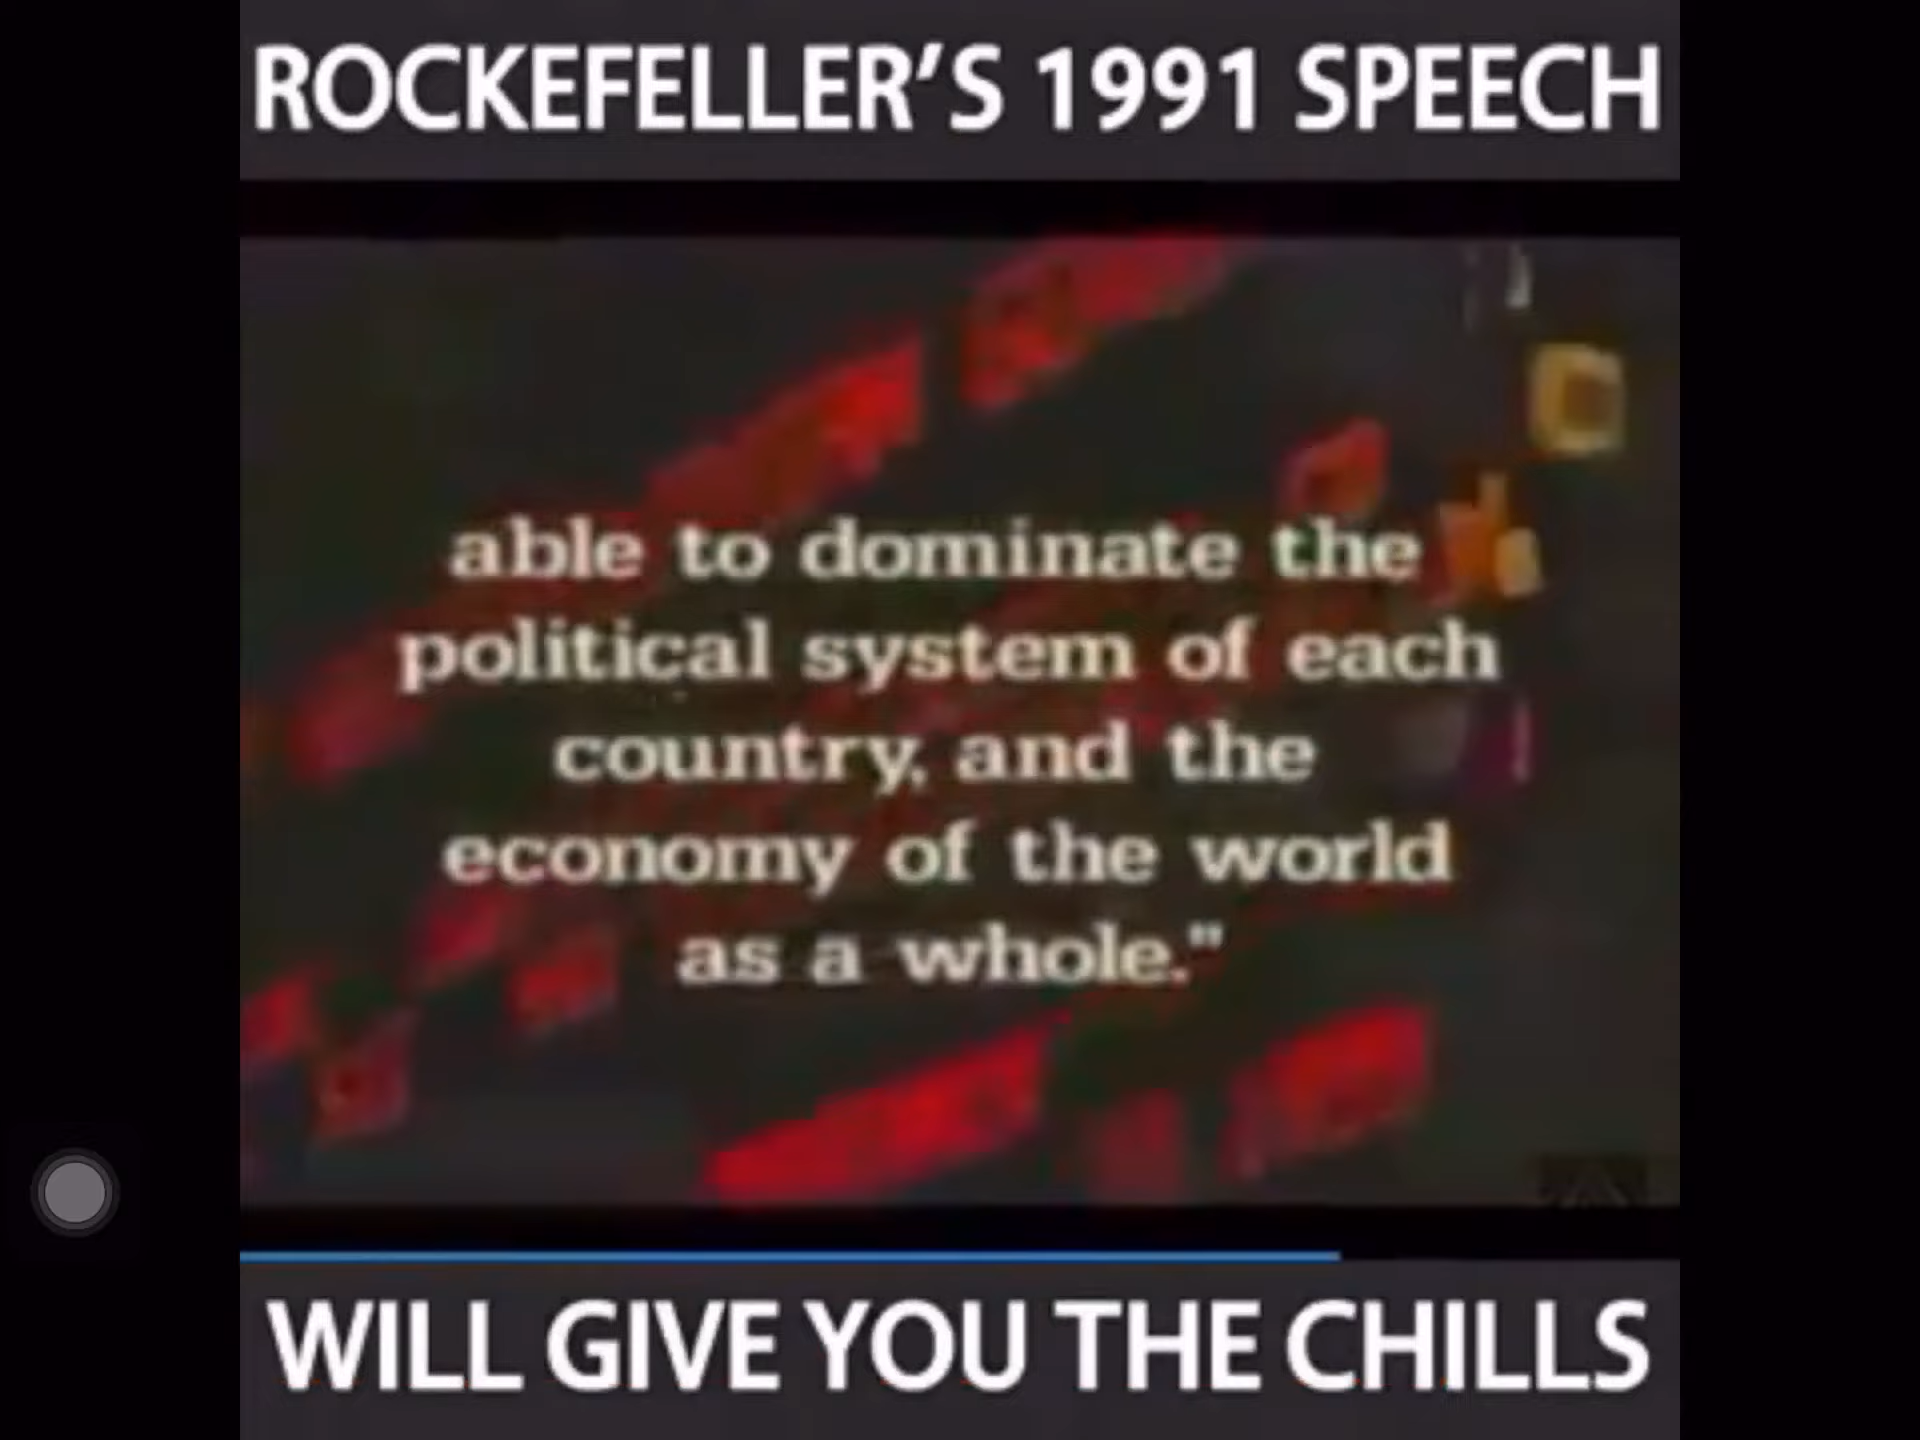 ROCKEFELLER'S 1991 SPEECH
able to dominate the
political system of each
country, and the
economy of the world
as a whole."
WILL GIVE YOU THE CHILLS